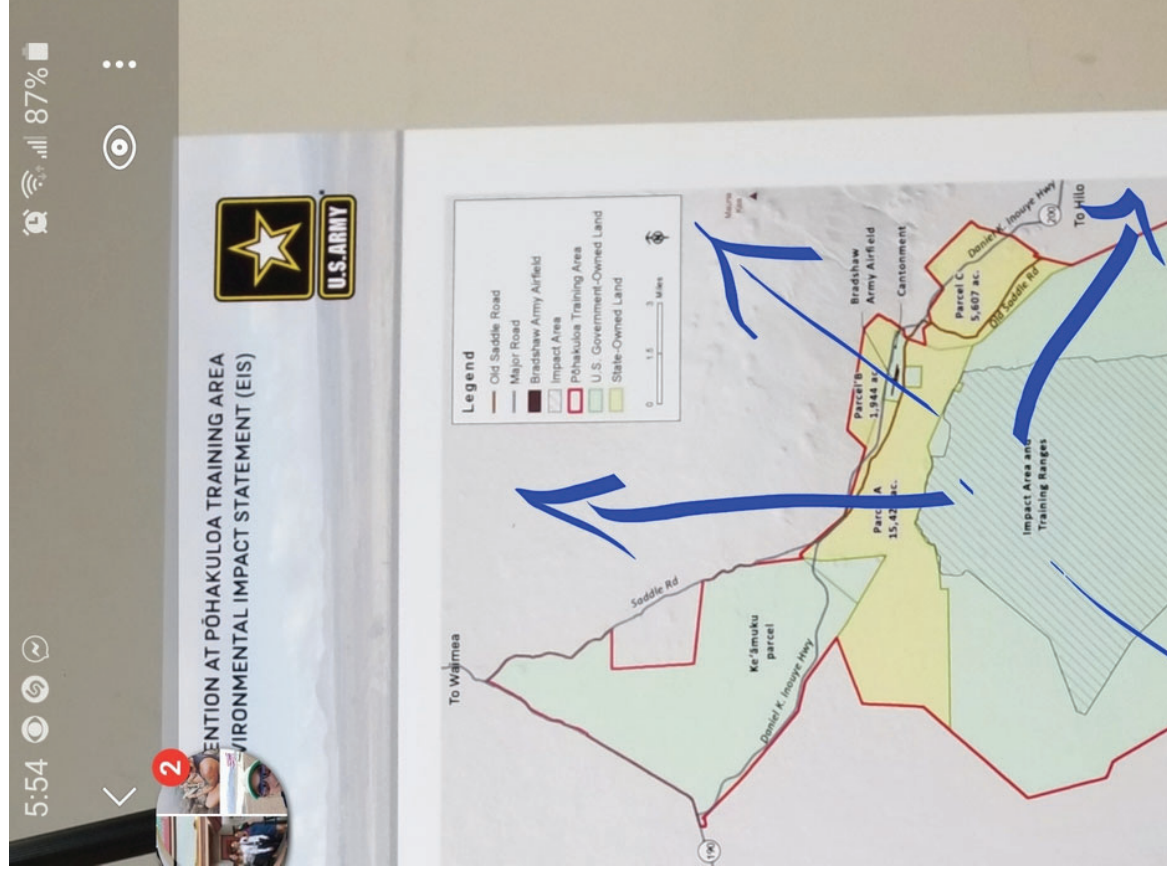 5:54
87%
2
ENTION AT PŌHAKULOA TRAINING AREA
VIRONMENTAL IMPACT STATEMENT (EIS)
U.S.ARMY
To Waimea
Legend
Old Saddle Road
Major Road
Bradshaw Army Airfield
Impact Area
Pōhakuloa Training Area
U.S. Government-Owned Land
State-Owned Land
0 1.5 3
Miles
Mauna
Kea
Saddle Rd
190
Daniel K. Inouye Hwy
Ke'āmuku
parcel
Parcel B
1,944 ac.
Bradshaw
Army Airfield
Cantonment
A
Parcel C
5,607 ac.
Old Saddle Rd
Daniel K. Inouye Hwy
200
To Hilo
Impact Area and
Training Ranges